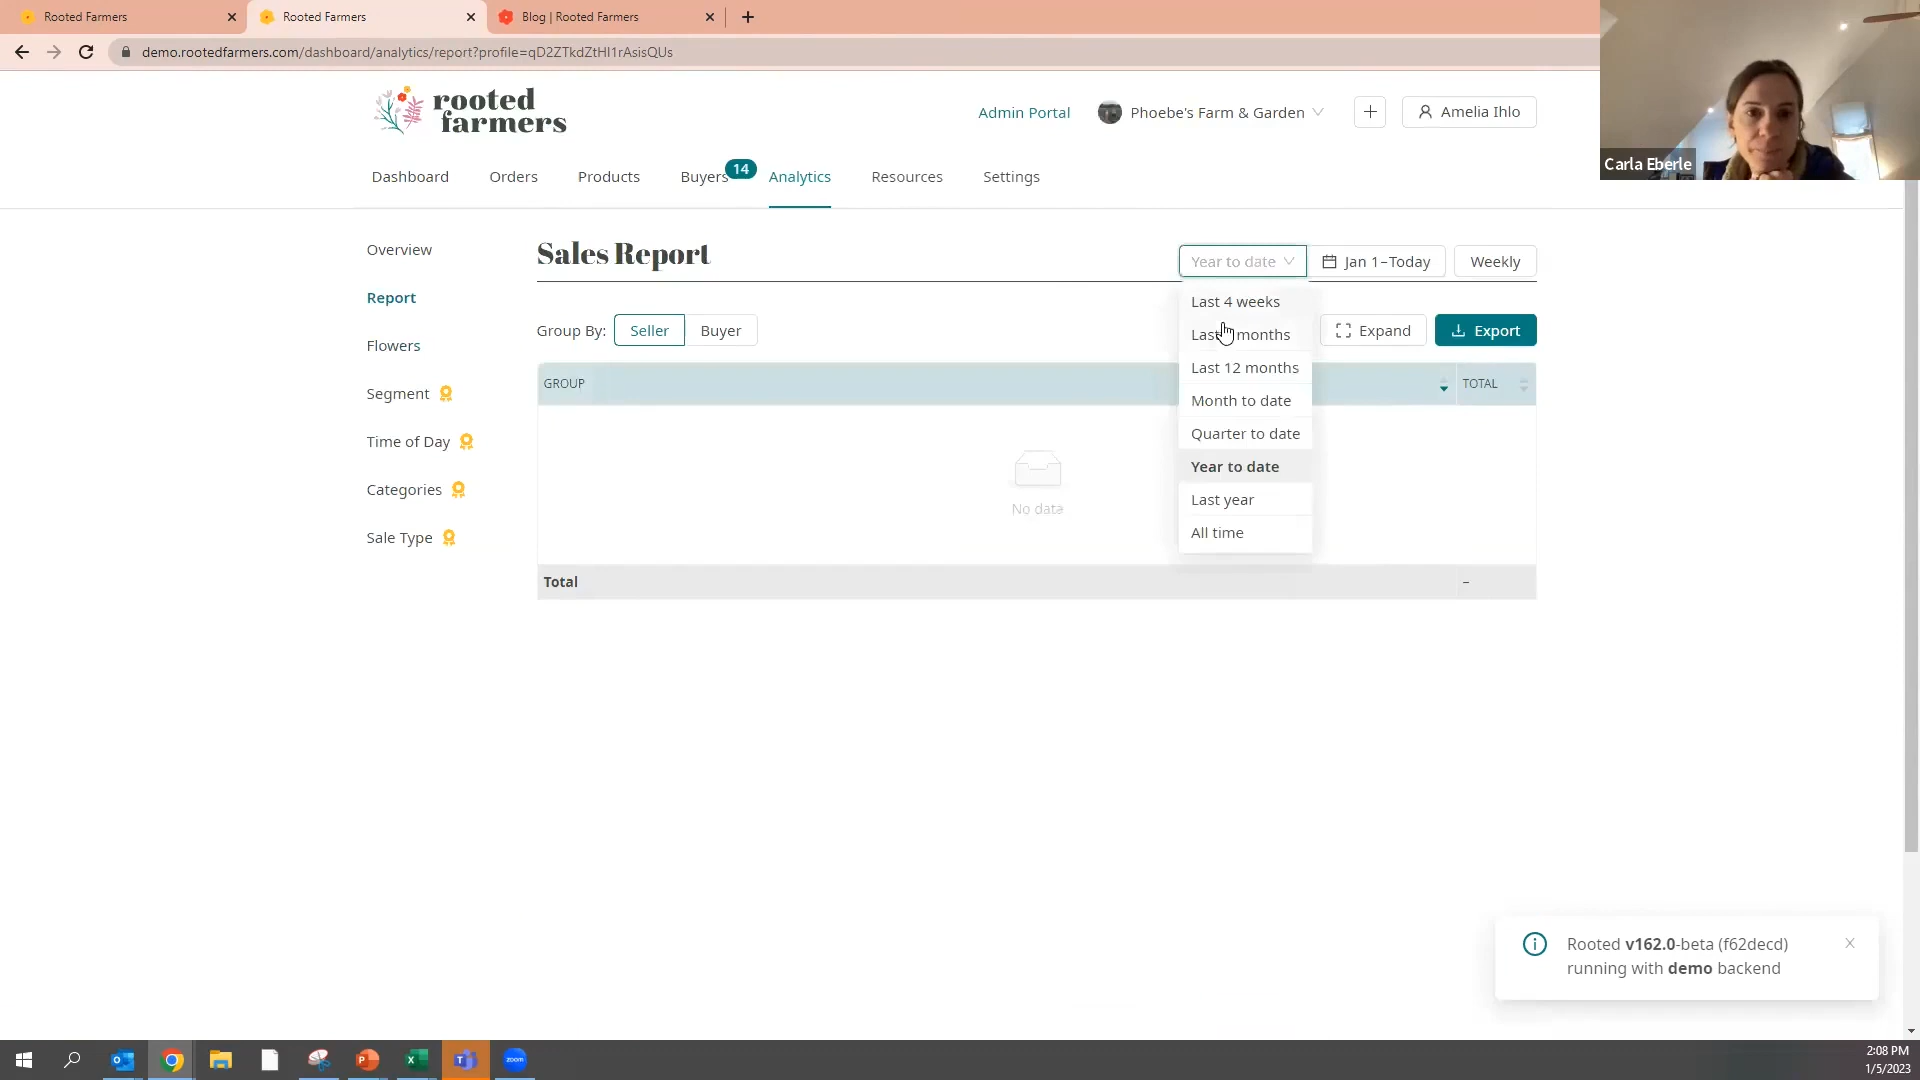 Rooted Farmers
Rooted Farmers
Blog | Rooted Farmers
demo.rootedfarmers.com/dashboard/analytics/report?profile=qD2ZTkdZtHl1rAsisQUs
rooted
farmers
Admin Portal
Phoebe's Farm & Garden
Amelia Ihlo
Carla Eberle
Dashboard
Orders
Products
Buyers
14
Analytics
Resources
Settings
Overview
Report
Flowers
Segment
Time of Day
Categories
Sale Type
Sales Report
Year to date
Jan 1–Today
Weekly
Group By:
Seller
Buyer
Last 4 weeks
Last months
Last 12 months
Month to date
Quarter to date
Year to date
Last year
All time
Expand
Export
GROUP
TOTAL
No data
Total
–
Rooted v162.0-beta (f62decd)
running with demo backend
zoom
2:08 PM
1/5/2023